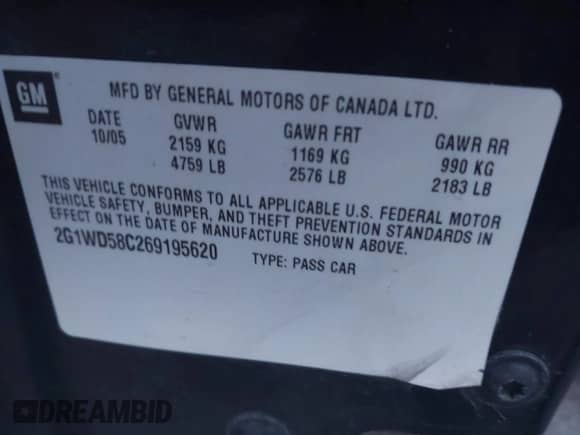 GM ®
MFD BY GENERAL MOTORS OF CANADA LTD.
DATE GVWR GAWR FRT GAWR RR
10/05 2159 KG 1169 KG 990 KG
4759 LB 2576 LB 2183 LB
THIS VEHICLE CONFORMS TO ALL APPLICABLE U.S. FEDERAL MOTOR
VEHICLE SAFETY, BUMPER, AND THEFT PREVENTION STANDARDS IN
EFFECT ON THE DATE OF MANUFACTURE SHOWN ABOVE.
2G1WD58C269195620 TYPE: PASS CAR
DREAMBID